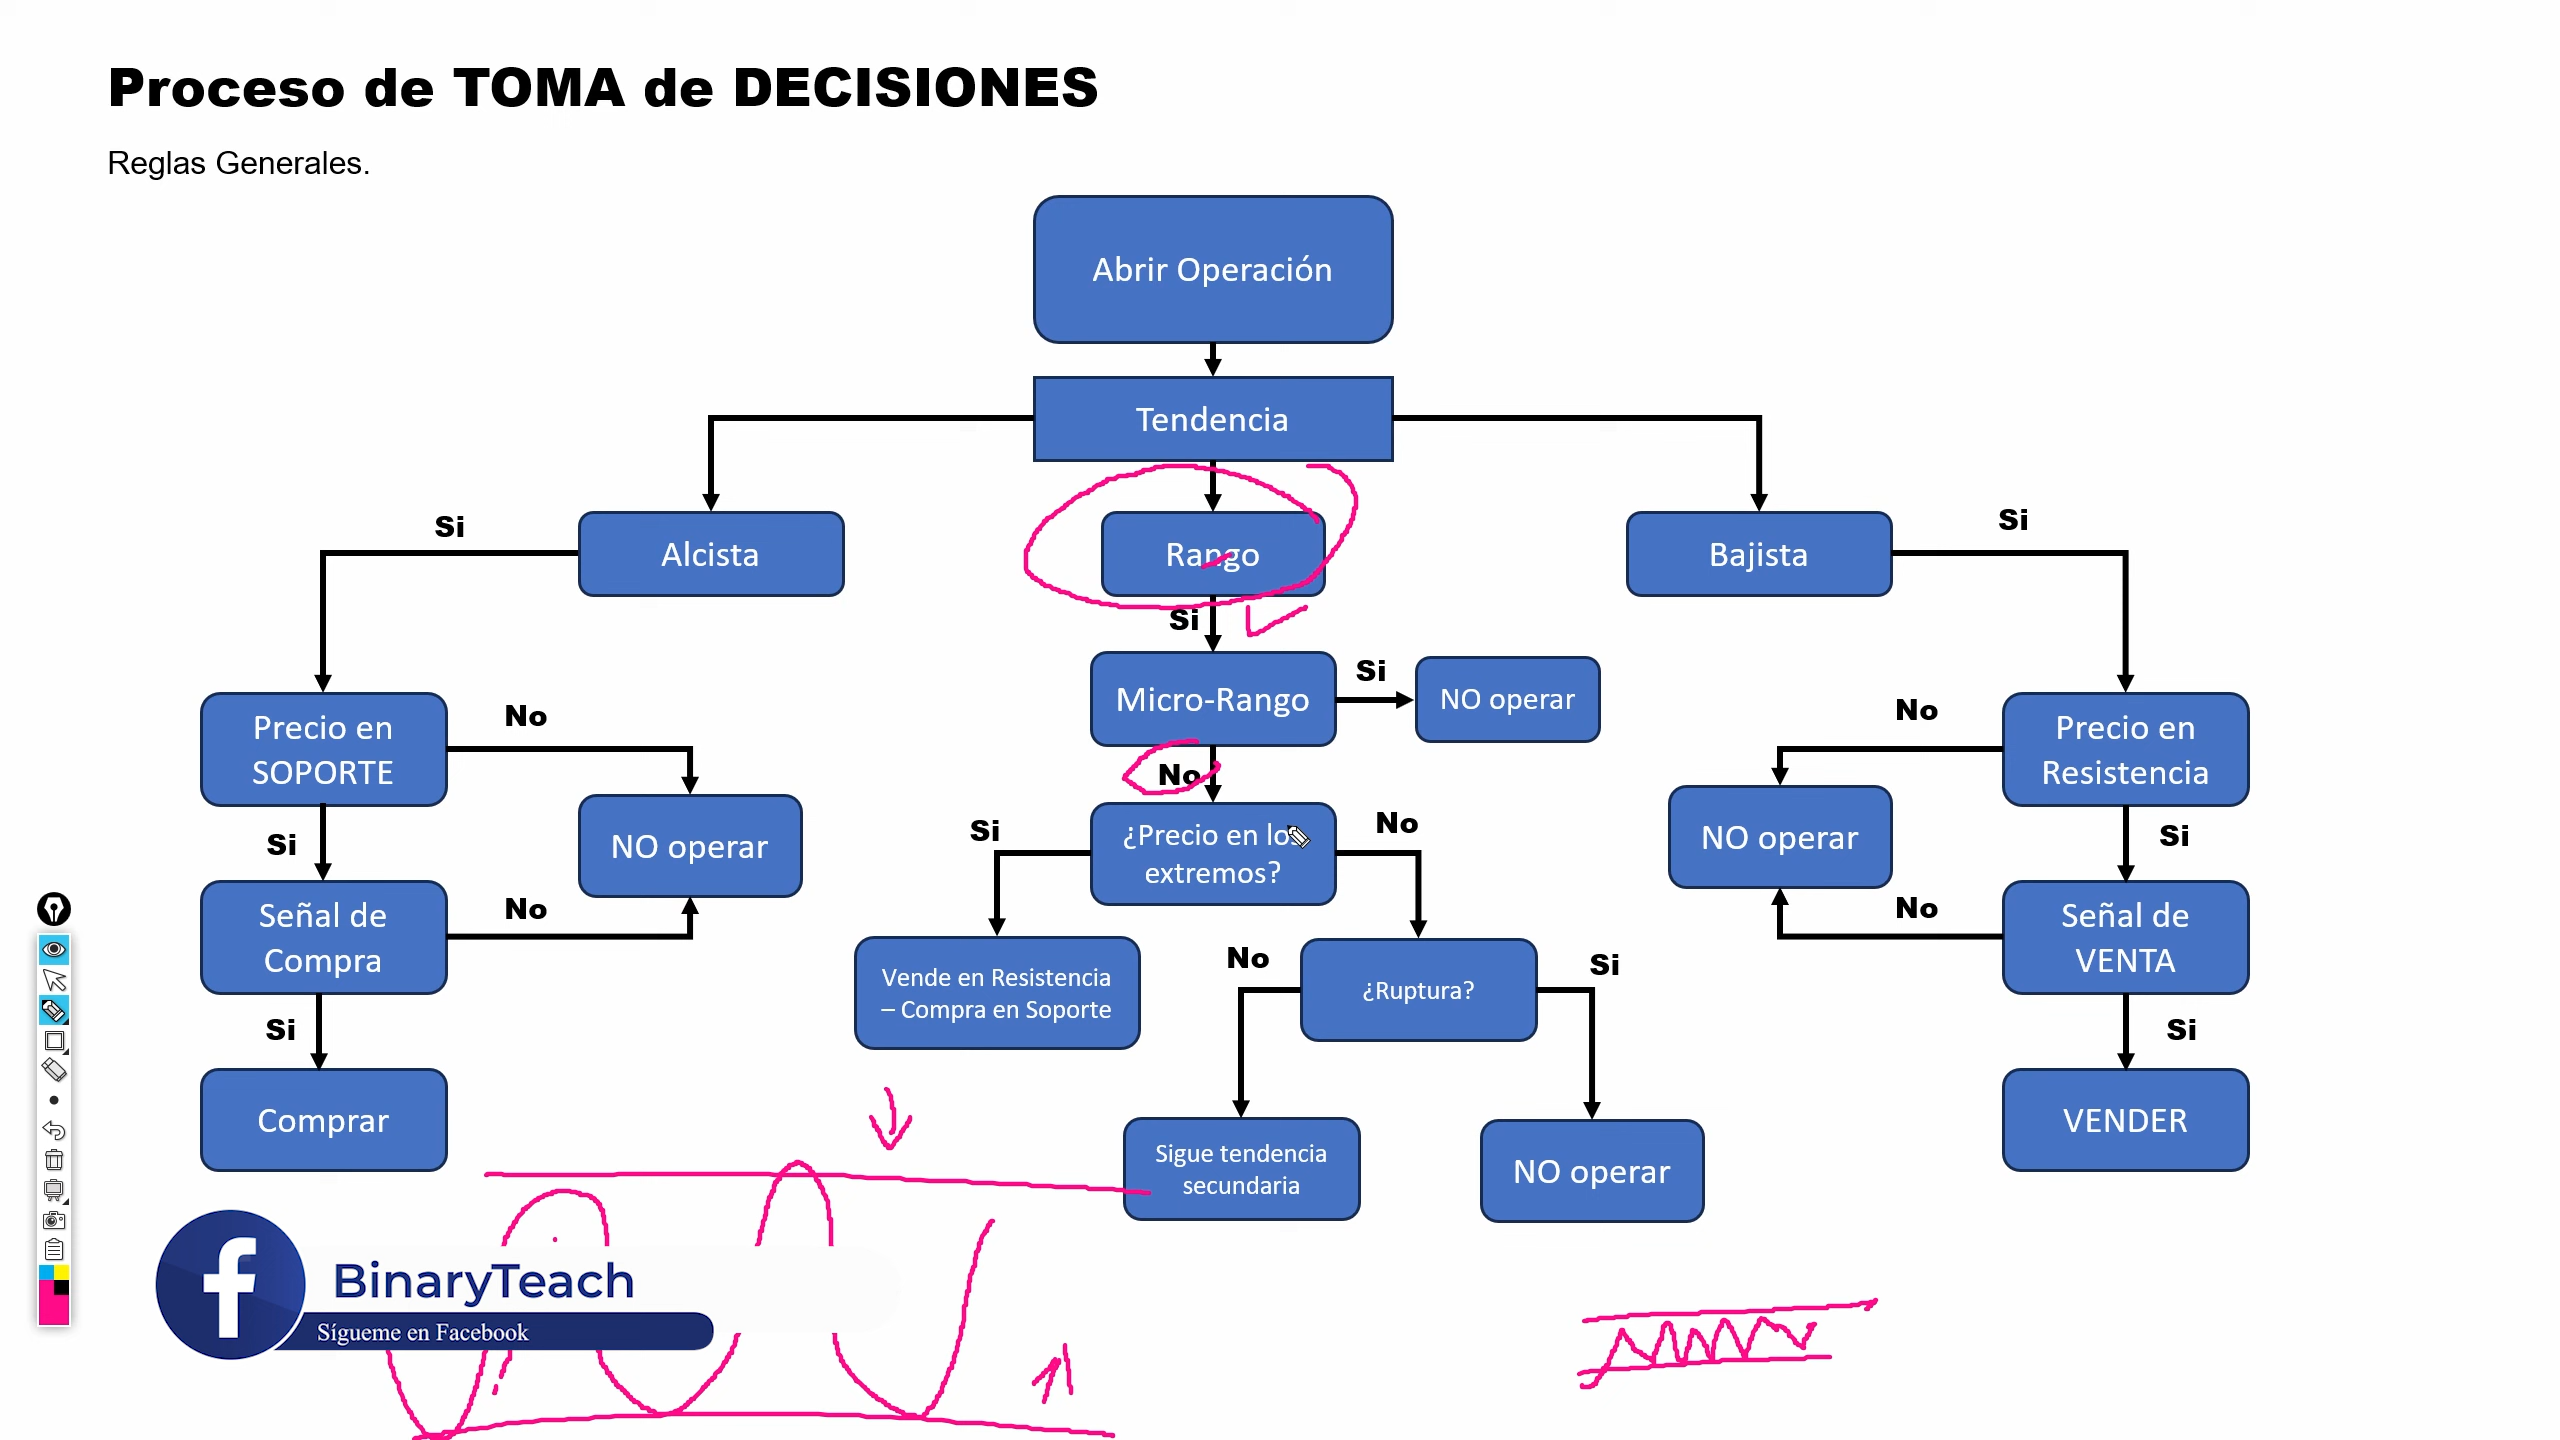 Proceso de TOMA de DECISIONES
Reglas Generales.
Abrir Operación
Tendencia
Si
Alcista
Rango
Bajista
Si
Si
Precio en
SOPORTE
No
Micro-Rango
Si
NO operar
No
Precio en
Resistencia
No
Si
NO operar
Si
¿Precio en los
extremos?
No
NO operar
Si
Señal de
Compra
No
Vende en Resistencia
– Compra en Soporte
No
¿Ruptura?
Si
No
Señal de
VENTA
Si
Si
Comprar
Sigue tendencia
secundaria
NO operar
VENDER
BinaryTeach
Sígueme en Facebook